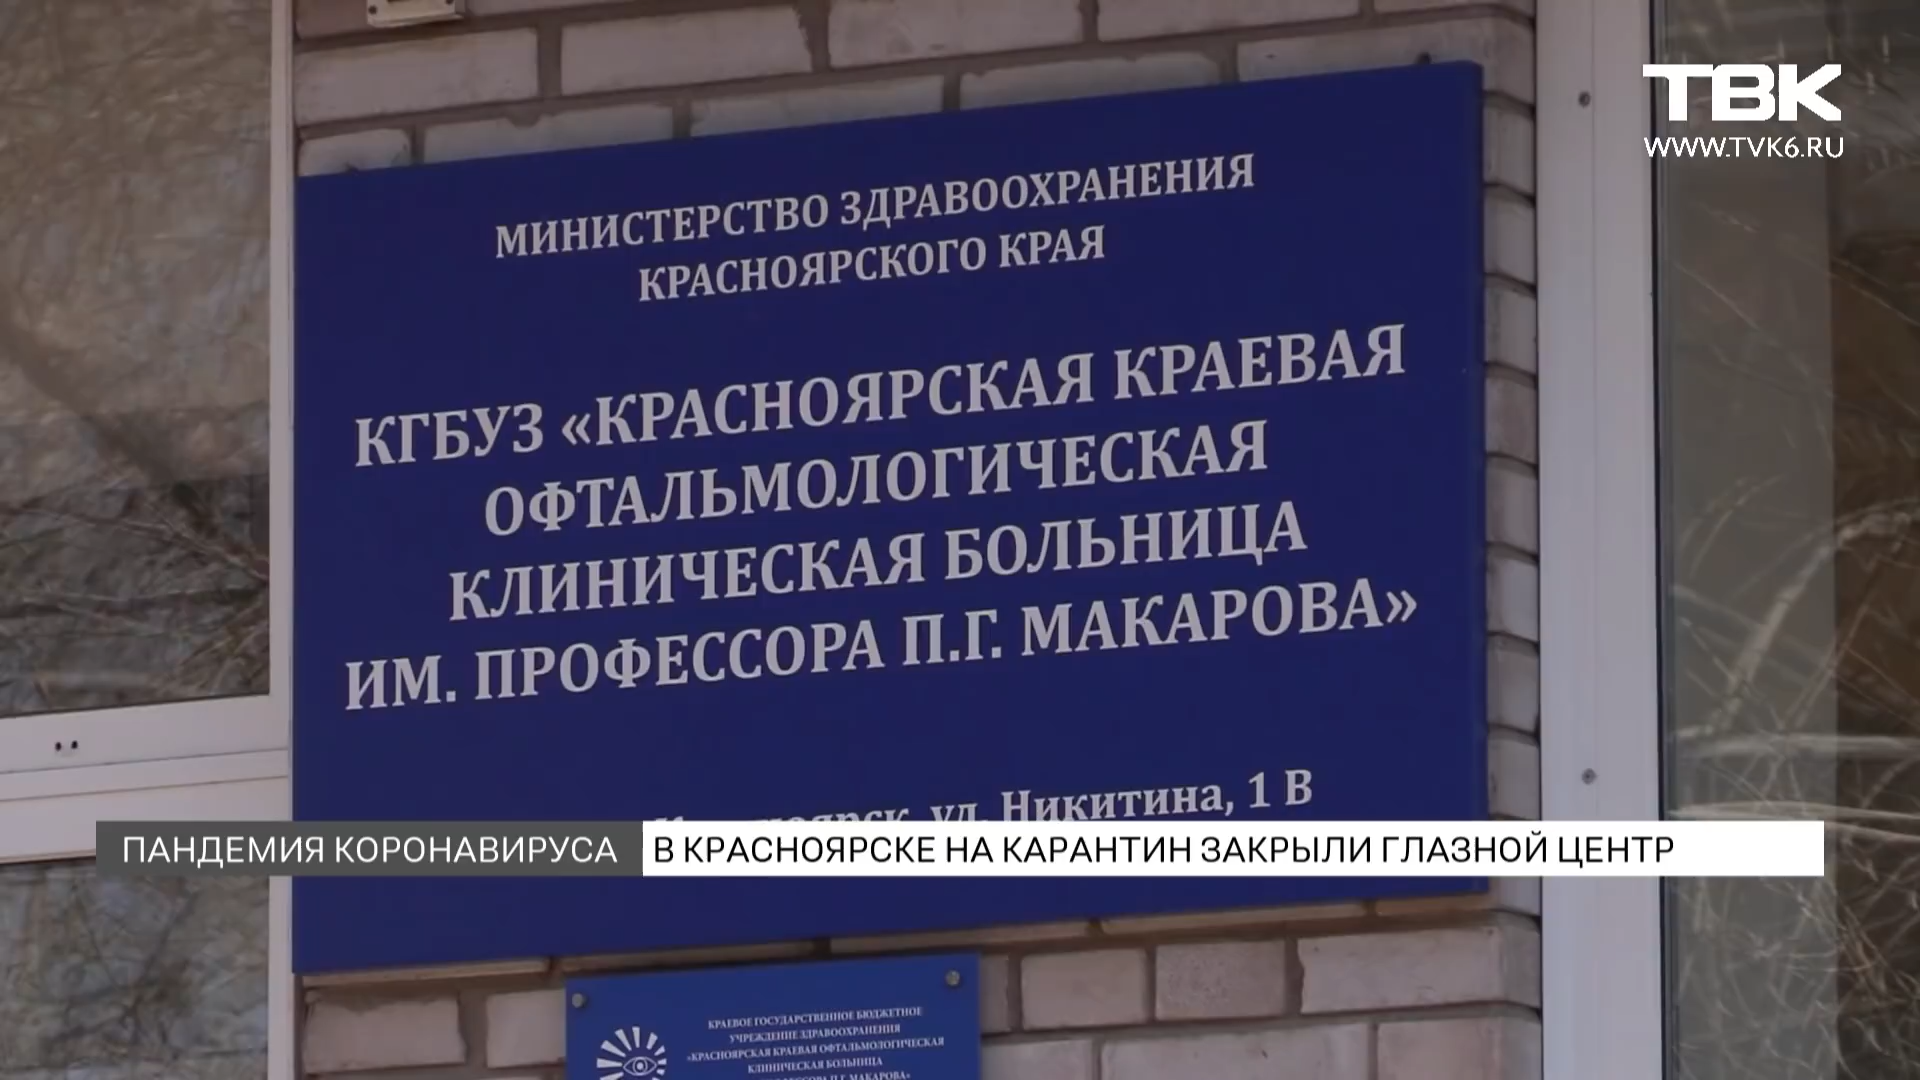 ТВК
WWW.TVK6.RU
МИНИСТЕРСТВО ЗДРАВООХРАНЕНИЯ
КРАСНОЯРСКОГО КРАЯ
КГБУЗ «КРАСНОЯРСКАЯ КРАЕВАЯ
ОФТАЛЬМОЛОГИЧЕСКАЯ
КЛИНИЧЕСКАЯ БОЛЬНИЦА
ИМ. ПРОФЕССОРА П.Г. МАКАРОВА»
ул. Никитина, 1 В
ПАНДЕМИЯ КОРОНАВИРУСА
В КРАСНОЯРСКЕ НА КАРАНТИН ЗАКРЫЛИ ГЛАЗНОЙ ЦЕНТР
КРАЕВОЕ ГОСУДАРСТВЕННОЕ БЮДЖЕТНОЕ
УЧРЕЖДЕНИЕ ЗДРАВООХРАНЕНИЯ
«КРАСНОЯРСКАЯ КРАЕВАЯ ОФТАЛЬМОЛОГИЧЕСКАЯ
КЛИНИЧЕСКАЯ БОЛЬНИЦА
П.Г. МАКАРОВА»